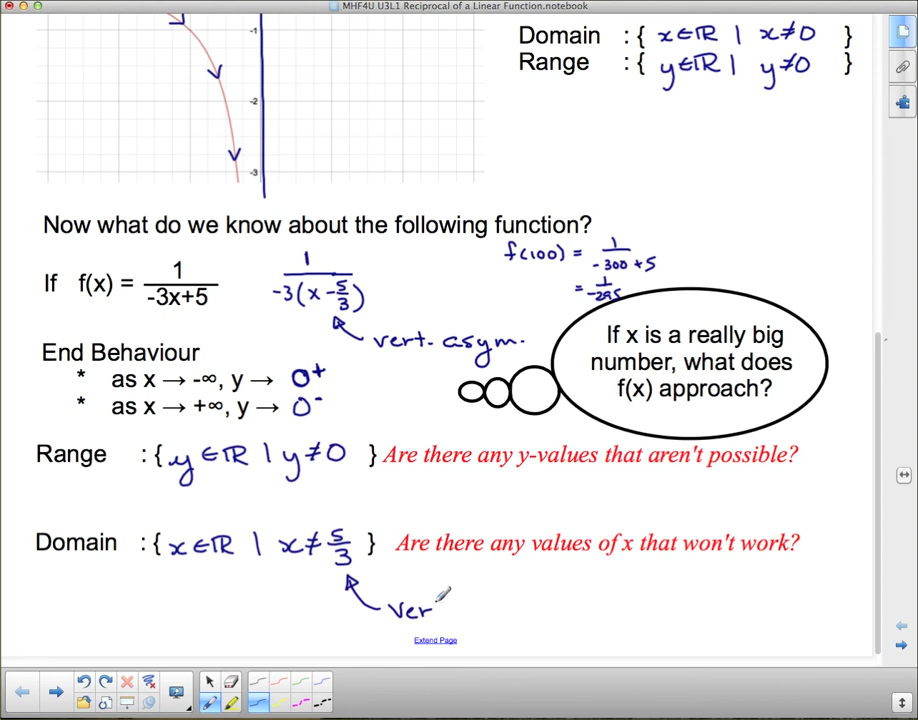 MHF4U U3L1 Reciprocal of a Linear Function.notebook
-1
-2
-3
Domain : { x∈ℝ | x≠0 }
Range : { y∈ℝ | y≠0 }
Now what do we know about the following function?
If f(x) = 1/(-3x+5)
1/(-3(x - 5/3))
f(100) = 1/(-300+5)
= 1/-295
vert. asym.
If x is a really big
number, what does
f(x) approach?
End Behaviour
* as x → -∞, y → 0⁺
* as x → +∞, y → 0⁻
Range : { y∈ℝ | y≠0 } Are there any y-values that aren't possible?
Domain : { x∈ℝ | x≠5/3 } Are there any values of x that won't work?
ver
Extend Page